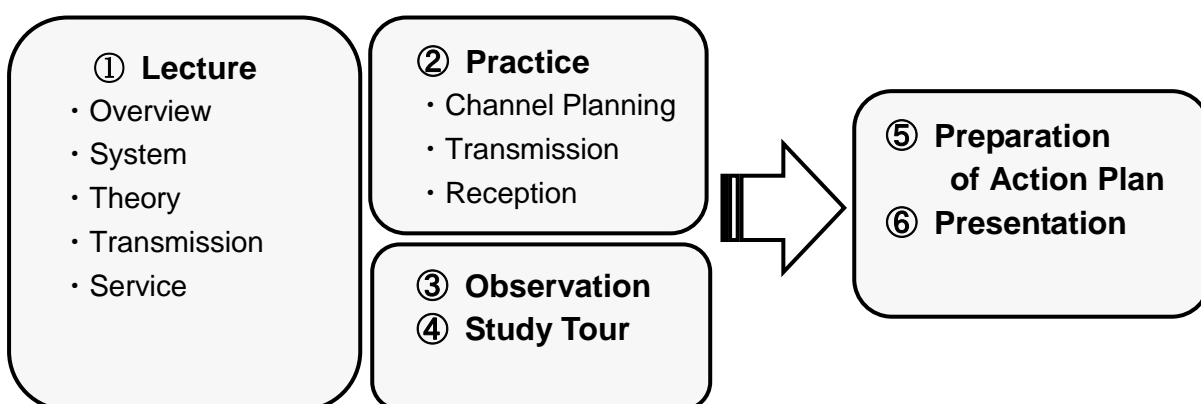 ① Lecture
・Overview
・System
・Theory
・Transmission
・Service
② Practice
・Channel Planning
・Transmission
・Reception
③ Observation
④ Study Tour
⑤ Preparation
of Action Plan
⑥ Presentation